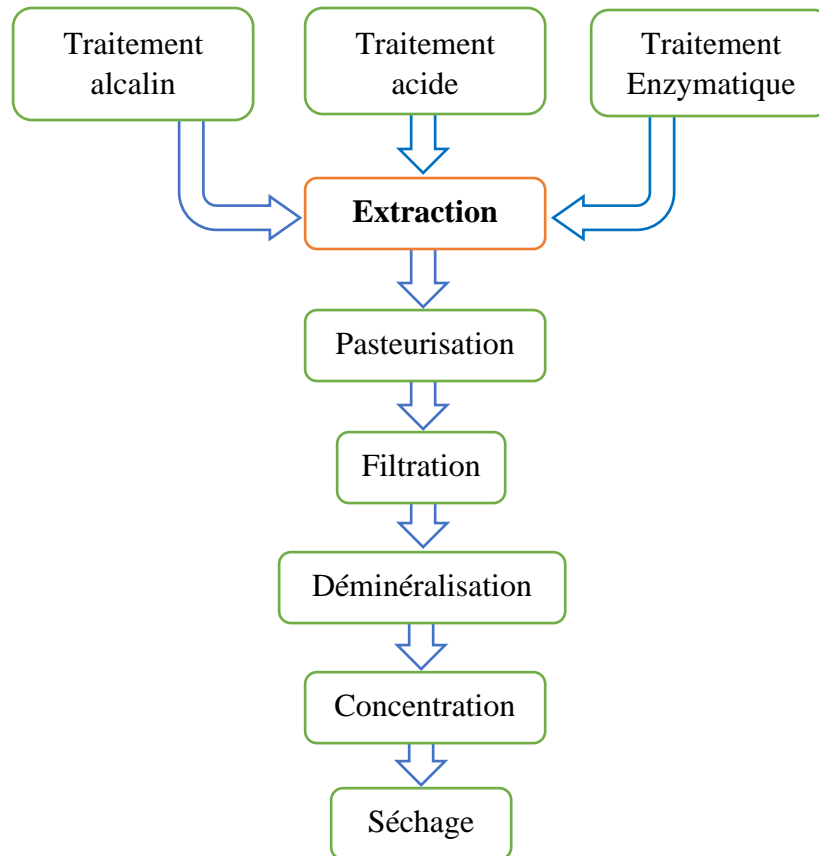 Traitement
alcalin
Traitement
acide
Traitement
Enzymatique
Extraction
Pasteurisation
Filtration
Déminéralisation
Concentration
Séchage